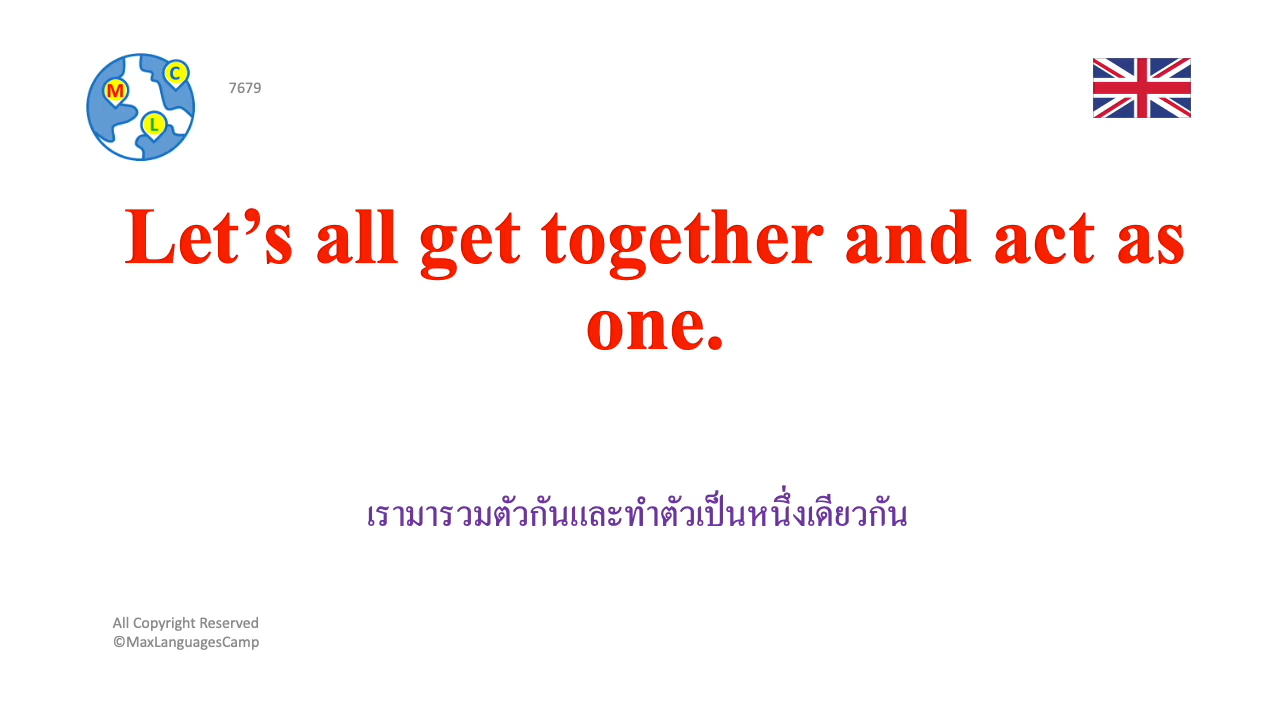 C
M
L
7679
Let’s all get together and act as
one.
เรามารวมตัวกันและทำตัวเป็นหนึ่งเดียวกัน
All Copyright Reserved
©MaxLanguagesCamp